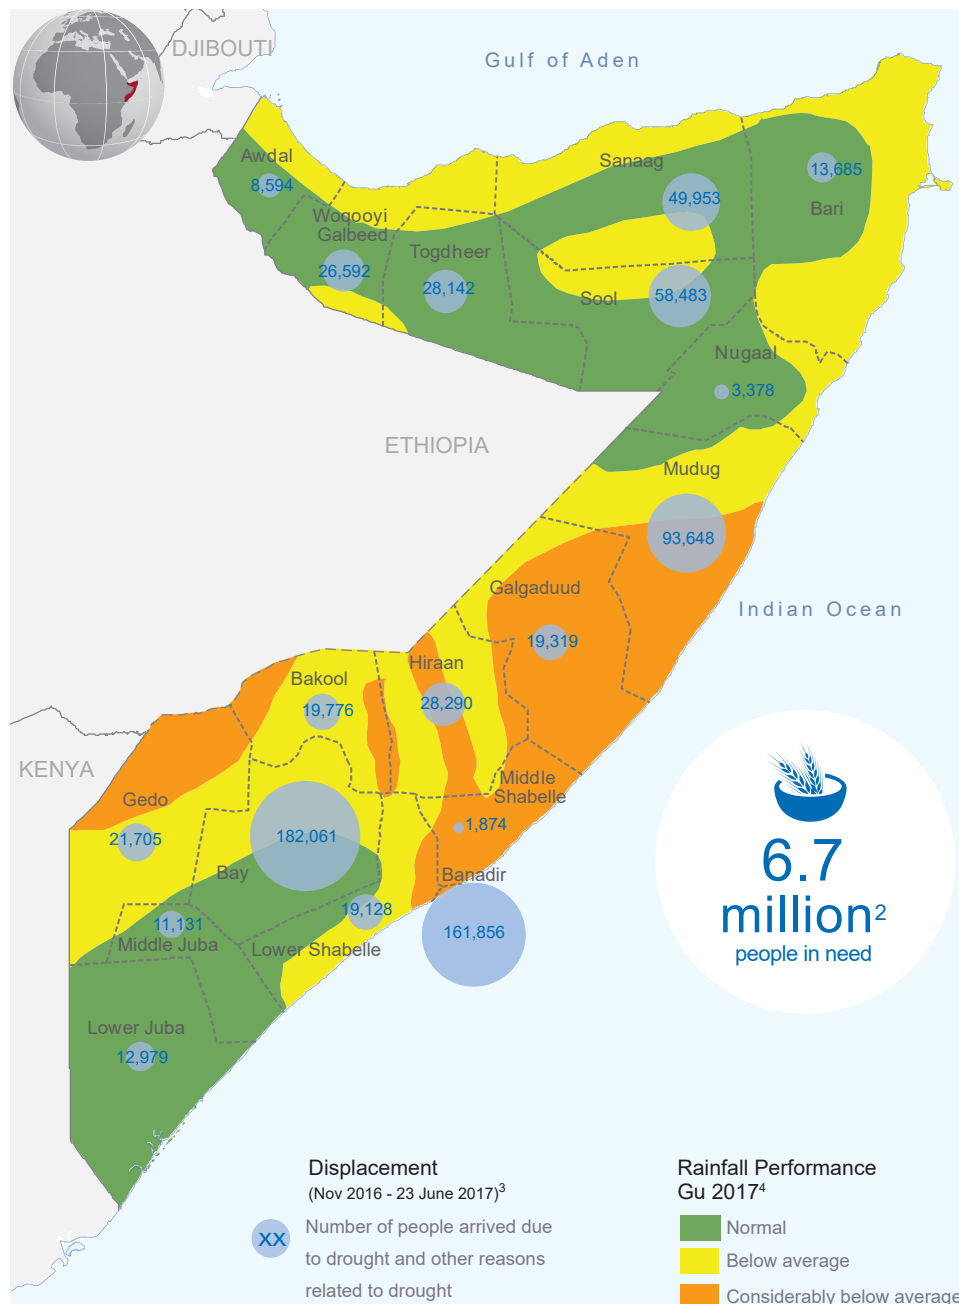 DJIBOUTI
Gulf of Aden
Awdal
8,594
Sanaag
49,953
13,685
Bari
Woqooyi
Galbeed
26,592
Togdheer
28,142
Sool
58,483
Nugaal
3,378
ETHIOPIA
Mudug
93,648
Galgaduud
19,319
Indian Ocean
Hiraan
28,290
Bakool
19,776
KENYA
Gedo
21,705
Middle
Shabelle
1,874
182,061
Bay
Banadir
161,856
19,128
11,131
Middle Juba
Lower Shabelle
Lower Juba
12,979
6.7
million2
people in need
Displacement
(Nov 2016 - 23 June 2017)3
XX
Number of people arrived due
to drought and other reasons
related to drought
Rainfall Performance
Gu 20174
Normal
Below average
Considerably below average